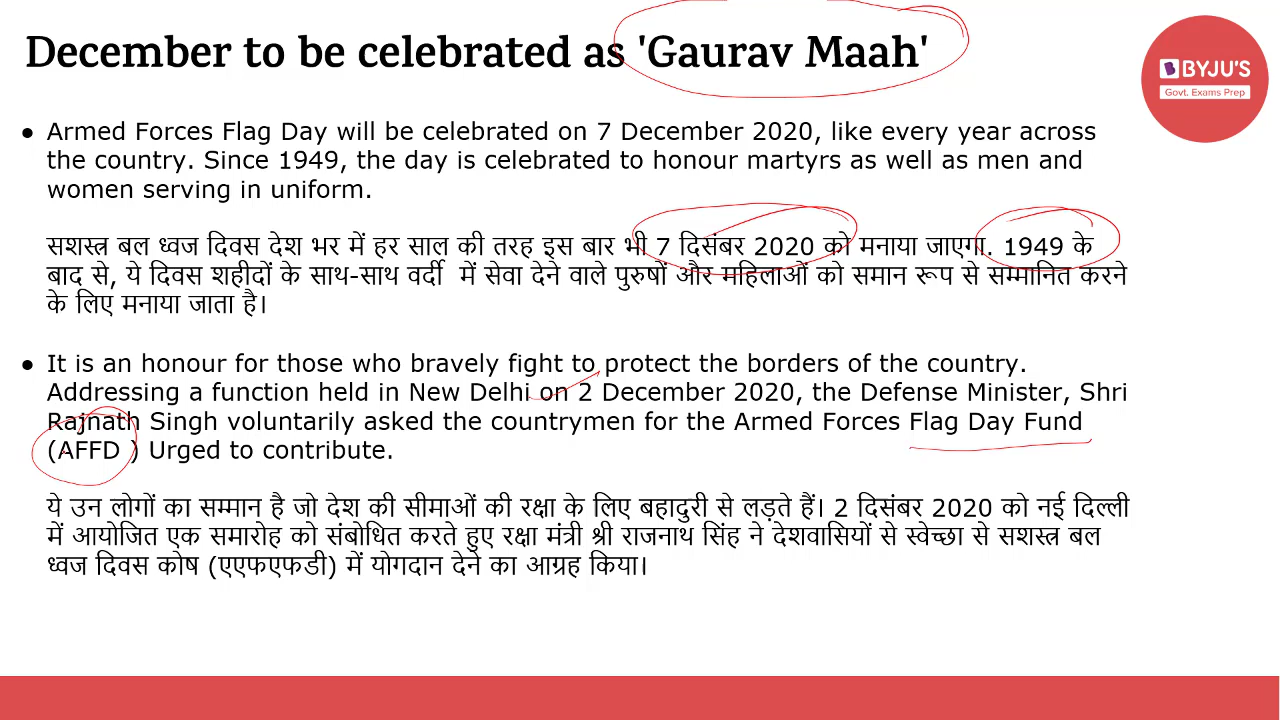 December to be celebrated as 'Gaurav Maah'
BYJU'S
Govt. Exams Prep
● Armed Forces Flag Day will be celebrated on 7 December 2020, like every year across
the country. Since 1949, the day is celebrated to honour martyrs as well as men and
women serving in uniform.
सशस्त्र बल ध्वज दिवस देश भर में हर साल की तरह इस बार भी 7 दिसंबर 2020 को मनाया जाएगा. 1949 के
बाद से, ये दिवस शहीदों के साथ-साथ वर्दी में सेवा देने वाले पुरुषों और महिलाओं को समान रूप से सम्मानित करने
के लिए मनाया जाता है।
● It is an honour for those who bravely fight to protect the borders of the country.
Addressing a function held in New Delhi on 2 December 2020, the Defense Minister, Shri
Rajnath Singh voluntarily asked the countrymen for the Armed Forces Flag Day Fund
(AFFD ) Urged to contribute.
ये उन लोगों का सम्मान है जो देश की सीमाओं की रक्षा के लिए बहादुरी से लड़ते हैं। 2 दिसंबर 2020 को नई दिल्ली
में आयोजित एक समारोह को संबोधित करते हुए रक्षा मंत्री श्री राजनाथ सिंह ने देशवासियों से स्वेच्छा से सशस्त्र बल
ध्वज दिवस कोष (एएफएफडी) में योगदान देने का आग्रह किया।